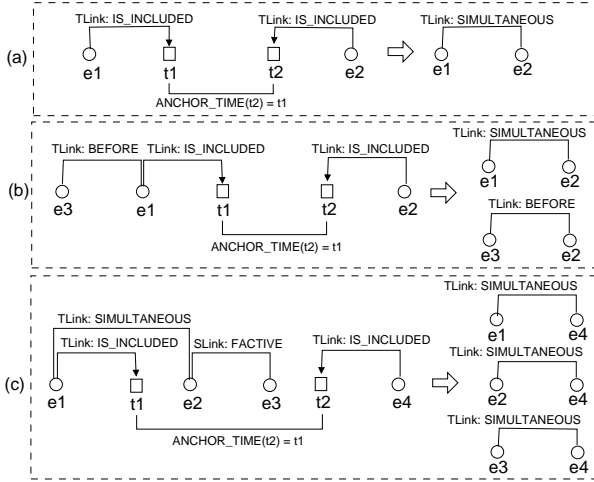 (a)
TLink: IS_INCLUDED TLink: IS_INCLUDED TLink: SIMULTANEOUS
e1 t1 t2 e2 e1 e2
ANCHOR_TIME(t2) = t1
(b)
TLink: BEFORE TLink: IS_INCLUDED TLink: IS_INCLUDED TLink: SIMULTANEOUS
e3 e1 t1 t2 e2 e1 e2
ANCHOR_TIME(t2) = t1
TLink: BEFORE
e3 e2
(c)
TLink: SIMULTANEOUS
TLink: IS_INCLUDED SLink: FACTIVE TLink: IS_INCLUDED
e1 t1 e2 e3 t2 e4
ANCHOR_TIME(t2) = t1
TLink: SIMULTANEOUS
e1 e4
TLink: SIMULTANEOUS
e2 e4
TLink: SIMULTANEOUS
e3 e4